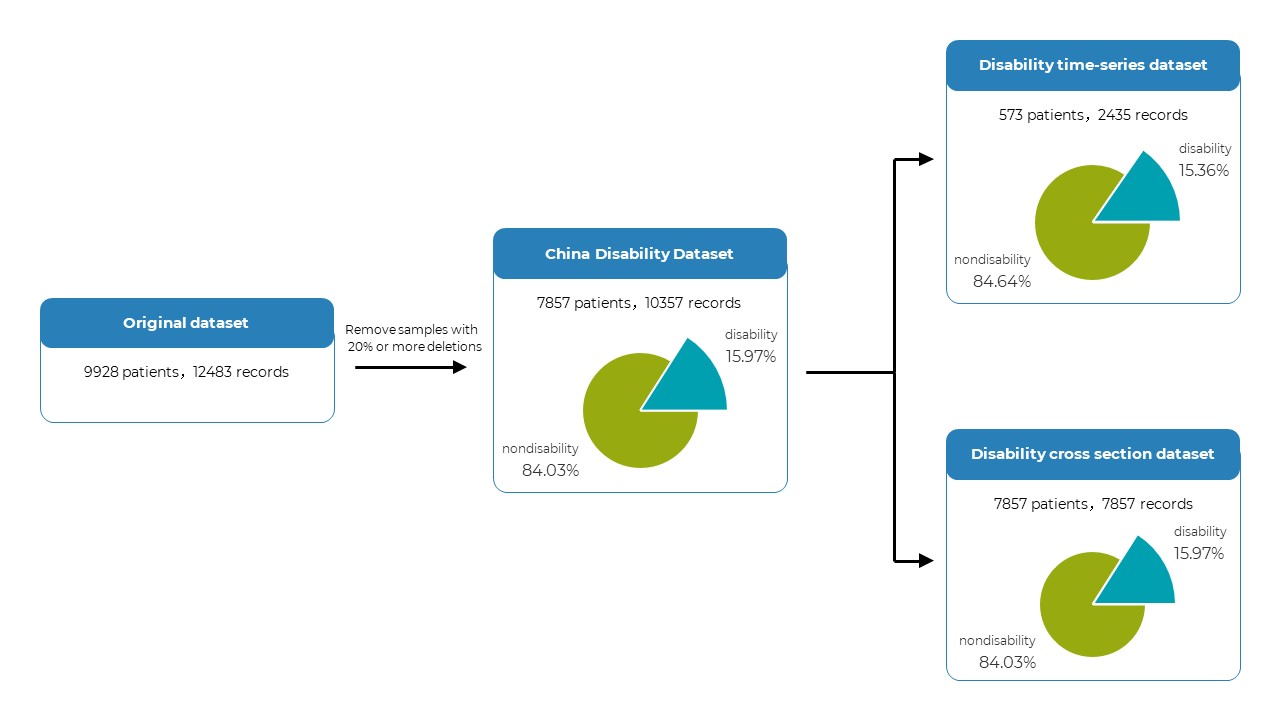 Original dataset
9928 patients，12483 records
Remove samples with
20% or more deletions
China Disability Dataset
7857 patients，10357 records
disability
15.97%
nondisability
84.03%
Disability time-series dataset
573 patients，2435 records
disability
15.36%
nondisability
84.64%
Disability cross section dataset
7857 patients，7857 records
disability
15.97%
nondisability
84.03%